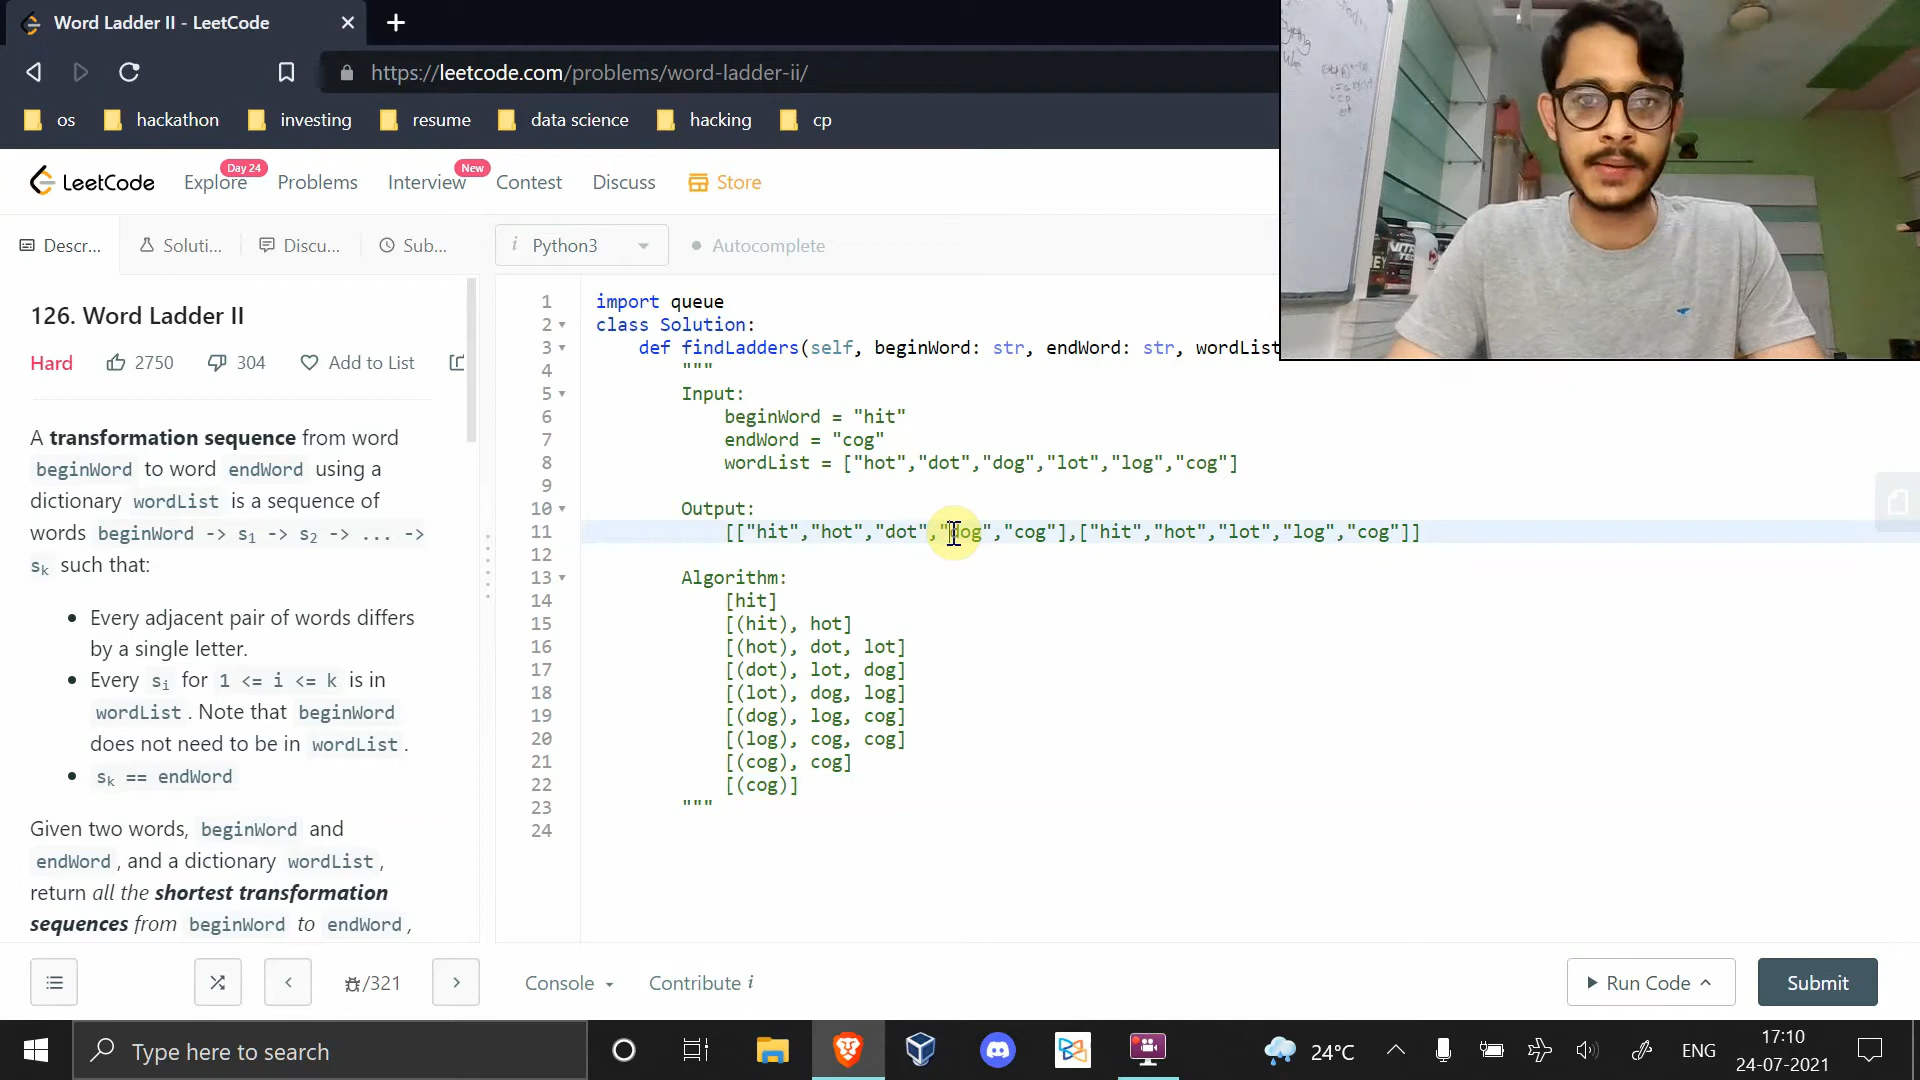 Word Ladder II - LeetCode
https://leetcode.com/problems/word-ladder-ii/
os hackathon investing resume data science hacking cp
LeetCode Explore Day 24 Problems Interview New Contest Discuss Store
Descr... Soluti... Discu... Sub...
i Python3 Autocomplete
126. Word Ladder II
Hard 2750 304 Add to List
A transformation sequence from word
beginWord to word endWord using a
dictionary wordList is a sequence of
words beginWord -> s1 -> s2 -> ... ->
sk such that:
Every adjacent pair of words differs
by a single letter.
Every si for 1 <= i <= k is in
wordList. Note that beginWord
does not need to be in wordList.
sk == endWord
Given two words, beginWord and
endWord, and a dictionary wordList,
return all the shortest transformation
sequences from beginWord to endWord,
1 import queue
2 class Solution:
3 def findLadders(self, beginWord: str, endWord: str, wordList
4 """
5 Input:
6 beginWord = "hit"
7 endWord = "cog"
8 wordList = ["hot","dot","dog","lot","log","cog"]
9
10 Output:
11 [["hit","hot","dot","dog","cog"],["hit","hot","lot","log","cog"]]
12
13 Algorithm:
14 [hit]
15 [(hit), hot]
16 [(hot), dot, lot]
17 [(dot), lot, dog]
18 [(lot), dog, log]
19 [(dog), log, cog]
20 [(log), cog, cog]
21 [(cog), cog]
22 [(cog)]
23 """
24
/321 Console Contribute i Run Code Submit
Type here to search
24°C ENG
17:10
24-07-2021